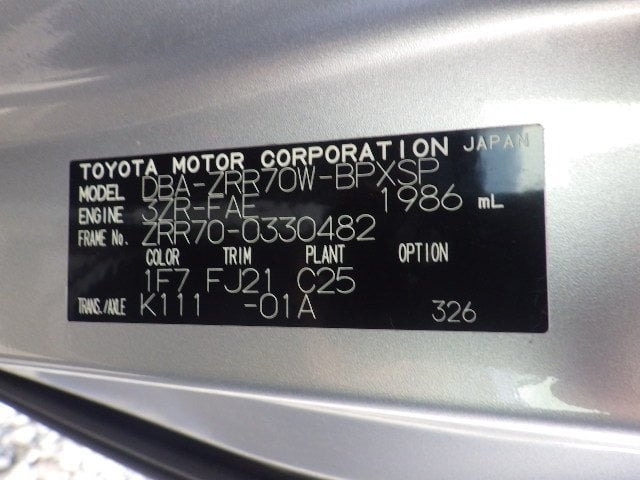 TOYOTA MOTOR CORPORATION JAPAN
MODEL DBA-ZRR70W-BPXSP
ENGINE 3ZR-FAE 1986 mL
FRAME No. ZRR70-0330482
COLOR TRIM PLANT OPTION
1F7 FJ21 C25
TRANS./AXLE K111 -01A 326